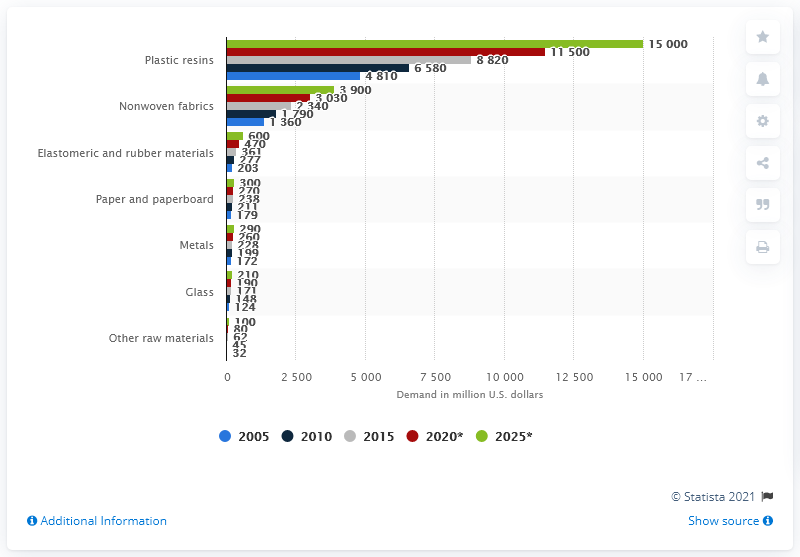 Plastic resins
15 000
11 500
8 820
6 580
4 810
Nonwoven fabrics
3 900
3 030
2 340
1 790
1 360
Elastomeric and rubber materials
600
470
361
277
203
Paper and paperboard
300
270
238
211
179
Metals
290
260
228
199
172
Glass
210
190
171
148
124
Other raw materials
100
80
62
45
32
0 2 500 5 000 7 500 10 000 12 500 15 000 17 ...
Demand in million U.S. dollars
2005 2010 2015 2020* 2025*
© Statista 2021
Additional Information Show source